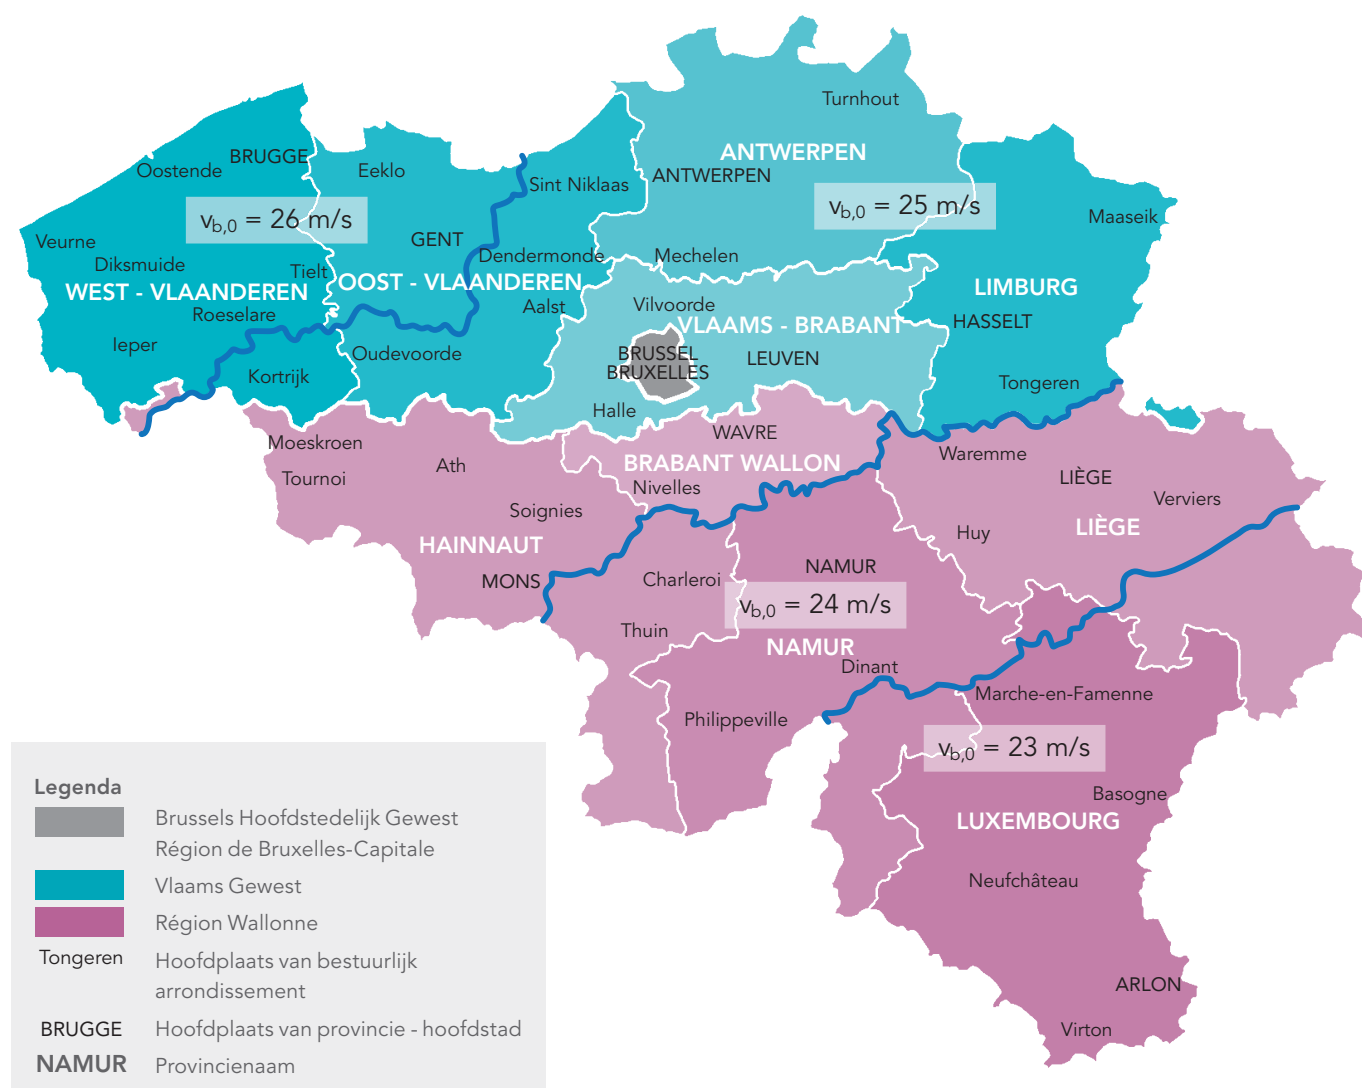 Turnhout
ANTWERPEN
BRUGGE
Oostende
Eeklo
Sint Niklaas
ANTWERPEN
v_b,0 = 26 m/s
v_b,0 = 25 m/s
Maaseik
Veurne
GENT
Diksmuide
Tielt
Dendermonde
Mechelen
WEST - VLAANDEREN
OOST - VLAANDEREN
LIMBURG
Roeselare
Aalst
Vilvoorde
VLAAMS - BRABANT
HASSELT
Ieper
Oudevoorde
BRUSSEL
BRUXELLES
LEUVEN
Kortrijk
Tongeren
Halle
Moeskroen
WAVRE
Waremme
Tournoi
Ath
BRABANT WALLON
LIÈGE
Nivelles
Verviers
Soignies
Huy
LIÈGE
HAINNAUT
MONS
Charleroi
NAMUR
v_b,0 = 24 m/s
Thuin
NAMUR
Dinant
Marche-en-Famenne
Philippeville
v_b,0 = 23 m/s
Basogne
LUXEMBOURG
Neufchâteau
ARLON
Virton
Legenda
Brussels Hoofdstedelijk Gewest
Région de Bruxelles-Capitale
Vlaams Gewest
Région Wallonne
Tongeren Hoofdplaats van bestuurlijk
arrondissement
BRUGGE Hoofdplaats van provincie - hoofdstad
NAMUR Provincienaam